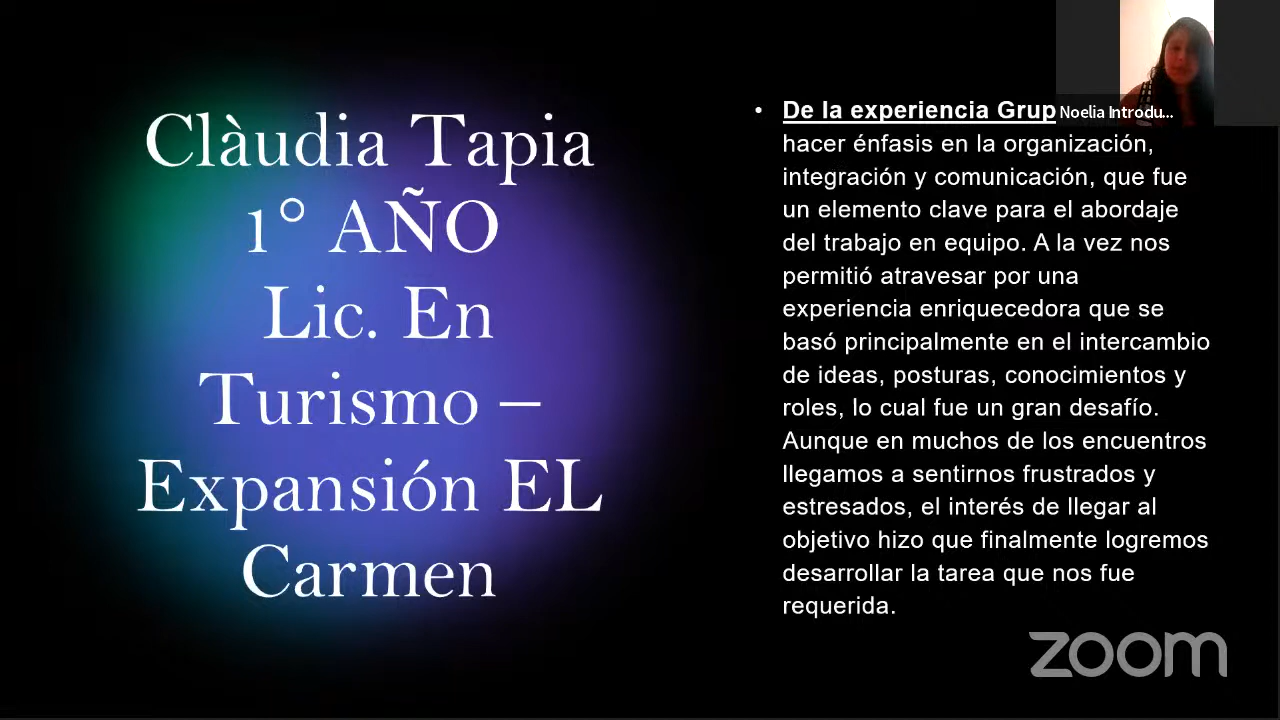 Clàudia Tapia
1° AÑO
Lic. En
Turismo –
Expansión EL
Carmen
• De la experiencia Grup
Noelia Introdu...
hacer énfasis en la organización,
integración y comunicación, que fue
un elemento clave para el abordaje
del trabajo en equipo. A la vez nos
permitió atravesar por una
experiencia enriquecedora que se
basó principalmente en el intercambio
de ideas, posturas, conocimientos y
roles, lo cual fue un gran desafío.
Aunque en muchos de los encuentros
llegamos a sentirnos frustrados y
estresados, el interés de llegar al
objetivo hizo que finalmente logremos
desarrollar la tarea que nos fue
requerida.
zoom